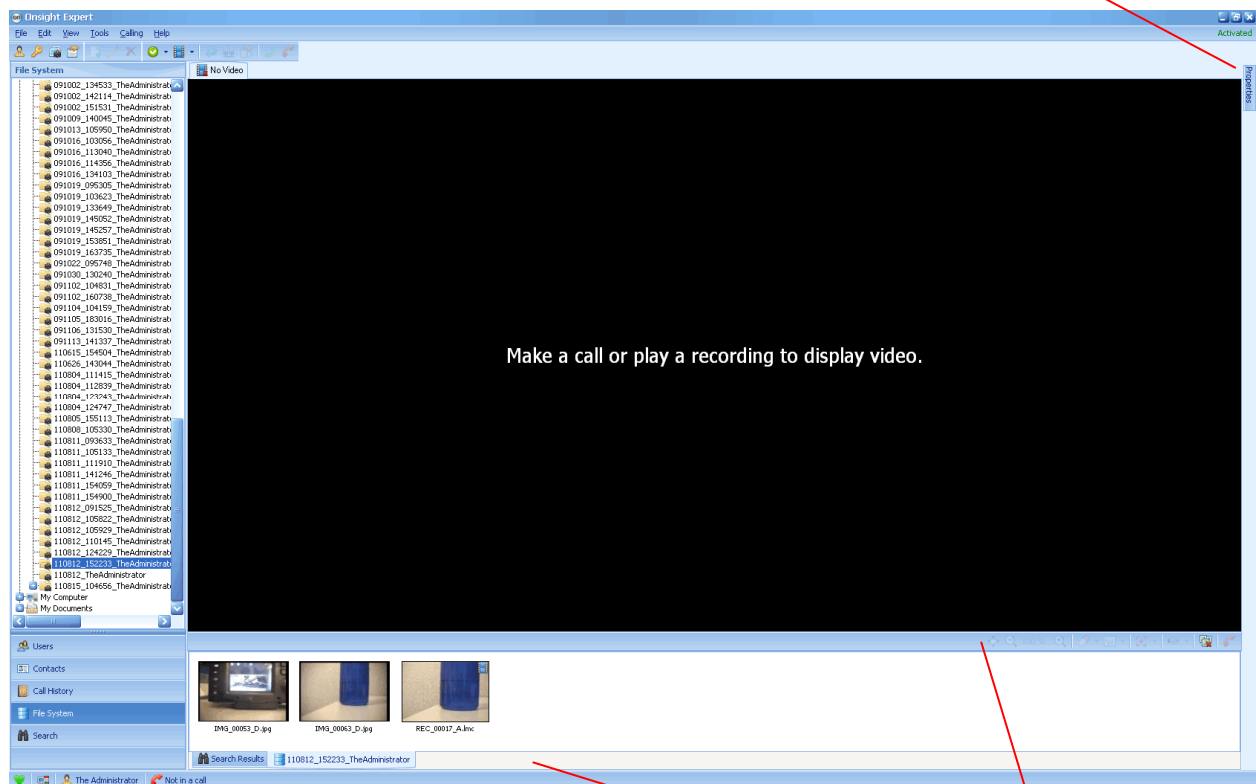 Onsight Expert
File Edit View Tools Calling Help
Activated
File System
No Video
Properties
091002_134533_TheAdministrat
091002_142114_TheAdministrat
091002_151531_TheAdministrat
091009_140045_TheAdministrat
091013_105950_TheAdministrat
091016_103056_TheAdministrat
091016_113040_TheAdministrat
091016_114356_TheAdministrat
091016_134103_TheAdministrat
091019_095305_TheAdministrat
091019_103623_TheAdministrat
091019_133649_TheAdministrat
091019_145052_TheAdministrat
091019_145257_TheAdministrat
091019_153851_TheAdministrat
091019_163735_TheAdministrat
091022_095748_TheAdministrat
091030_130240_TheAdministrat
091102_104831_TheAdministrat
091102_160738_TheAdministrat
091104_104159_TheAdministrat
091105_183016_TheAdministrat
091106_131530_TheAdministrat
091113_141337_TheAdministrat
110615_154504_TheAdministrat
110626_143044_TheAdministrat
110804_111415_TheAdministrat
110804_112839_TheAdministrat
110804_123243_TheAdministrat
110804_124747_TheAdministrat
110805_155113_TheAdministrat
110808_105330_TheAdministrat
110811_093633_TheAdministrat
110811_105133_TheAdministrat
110811_111910_TheAdministrat
110811_141246_TheAdministrat
110811_154059_TheAdministrat
110811_154900_TheAdministrat
110812_091525_TheAdministrat
110812_105822_TheAdministrat
110812_105929_TheAdministrat
110812_110145_TheAdministrat
110812_124229_TheAdministrat
110812_152233_TheAdministrat
110812_TheAdministrator
110815_104656_TheAdministrat
My Computer
My Documents
Make a call or play a recording to display video.
Users
Contacts
Call History
File System
Search
IMG_00053_D.jpg
IMG_00063_D.jpg
REC_00017_A.lmc
Search Results
110812_152233_TheAdministrator
The Administrator
Not in a call